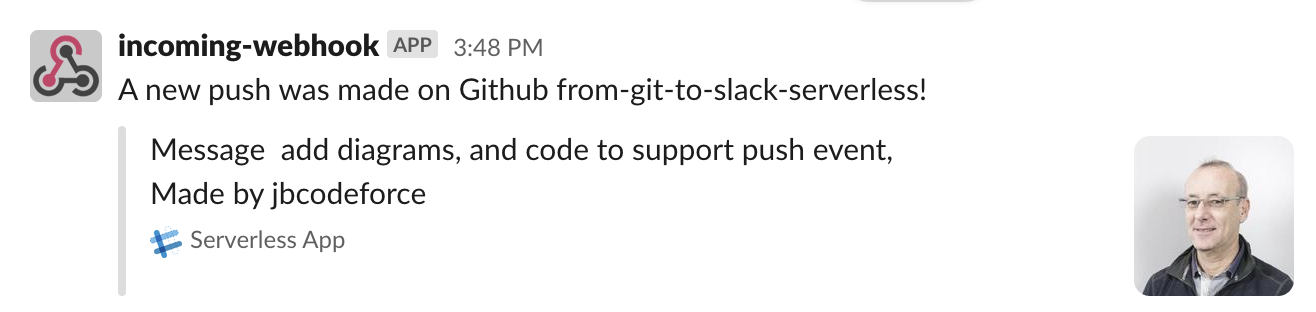 incoming-webhook APP 3:48 PM
A new push was made on Github from-git-to-slack-serverless!
Message  add diagrams, and code to support push event,
Made by jbcodeforce
Serverless App